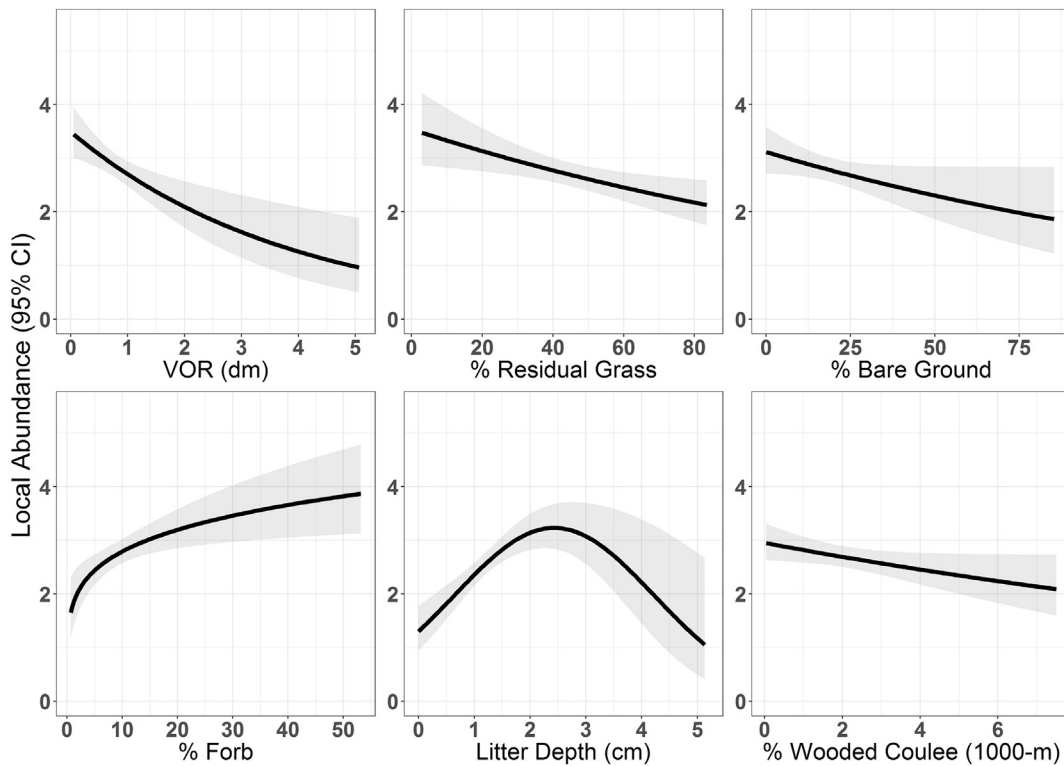 Local Abundance (95% CI)
4
2
0
0 1 2 3 4 5
VOR (dm)
4
2
0
0 20 40 60 80
% Residual Grass
4
2
0
0 25 50 75
% Bare Ground
4
2
0
0 10 20 30 40 50
% Forb
4
2
0
0 1 2 3 4 5
Litter Depth (cm)
4
2
0
0 2 4 6
% Wooded Coulee (1000-m)